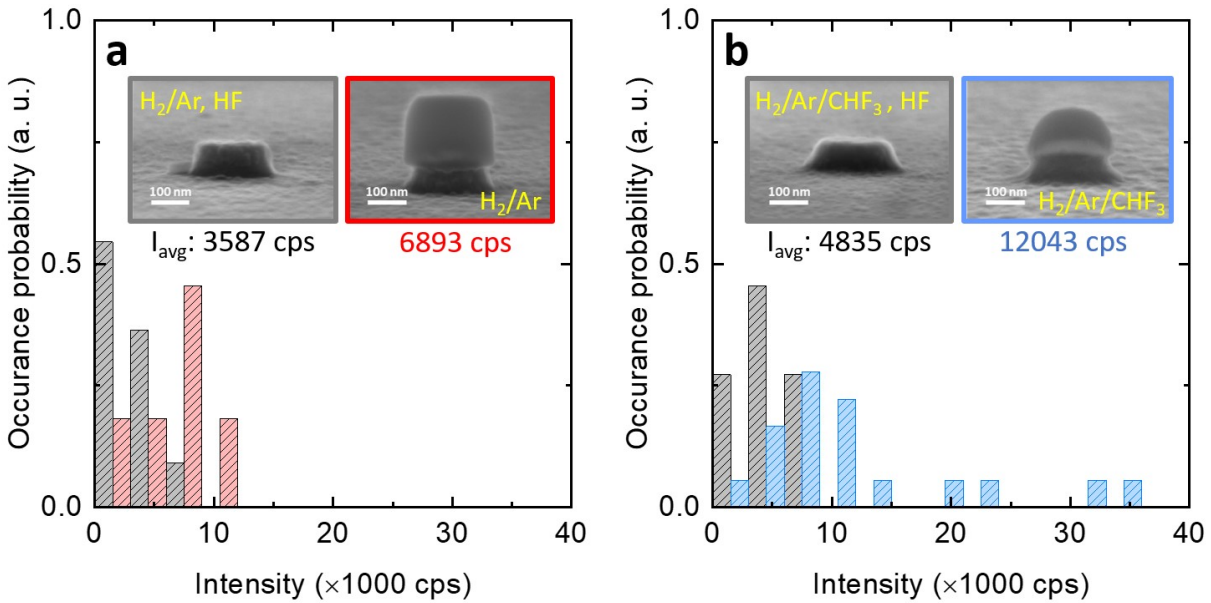 a
H₂/Ar, HF
100 nm
H₂/Ar
100 nm
Iavg: 3587 cps
6893 cps
Occurance probability (a. u.)
1.0
0.5
0.0
0 10 20 30 40
Intensity (×1000 cps)
b
H₂/Ar/CHF₃ , HF
100 nm
H₂/Ar/CHF₃
100 nm
Iavg: 4835 cps
12043 cps
Occurance probability (a. u.)
1.0
0.5
0.0
0 10 20 30 40
Intensity (×1000 cps)